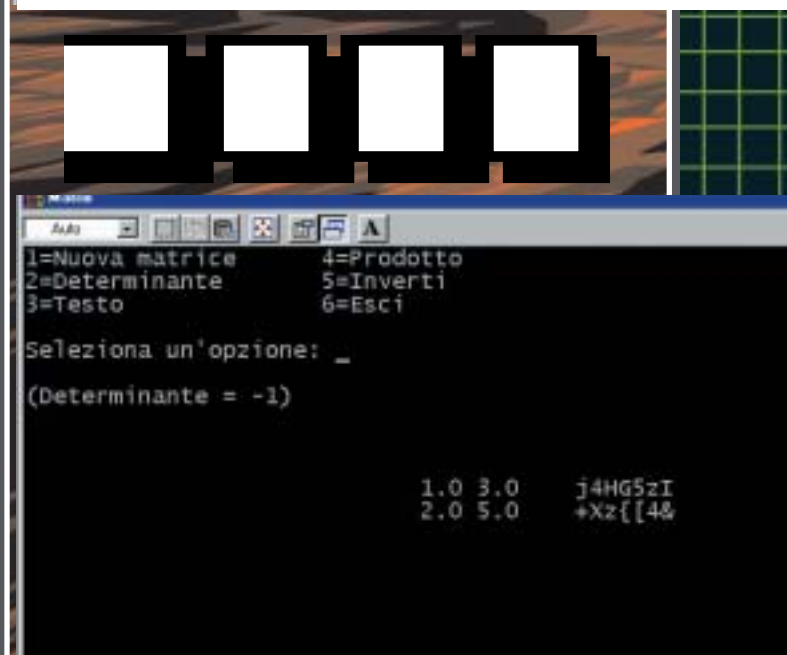 Auto
A
1=Nuova matrice 4=Prodotto
2=Determinante 5=Inverti
3=Testo 6=Esci
Seleziona un'opzione: _
(Determinante = -1)
1.0 3.0 j4HG5zI
2.0 5.0 +Xz{[4&